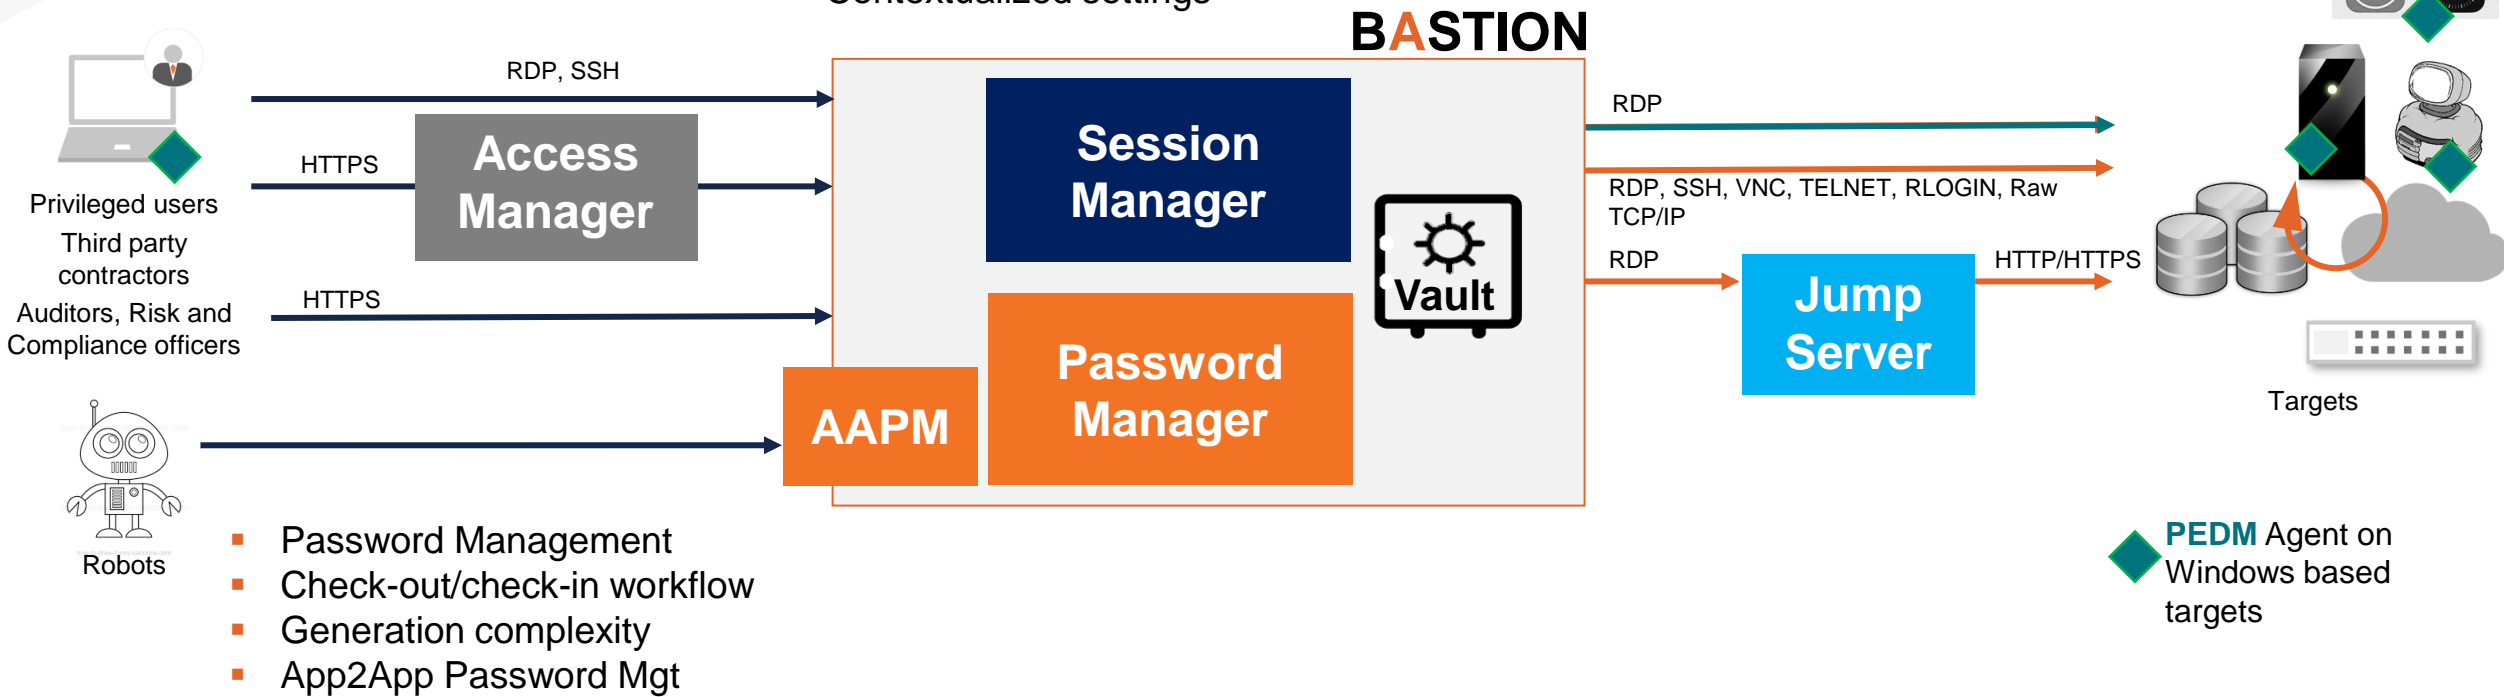 Contextualized settings
BASTION
RDP, SSH
HTTPS
Access
Manager
Session
Manager
RDP
RDP, SSH, VNC, TELNET, RLOGIN, Raw
TCP/IP
Vault
RDP
HTTP/HTTPS
Jump
Server
Privileged users
Third party
contractors
Auditors, Risk and
Compliance officers
HTTPS
Password
Manager
AAPM
Targets
Robots
Password Management
Check-out/check-in workflow
Generation complexity
App2App Password Mgt
PEDM Agent on
Windows based
targets